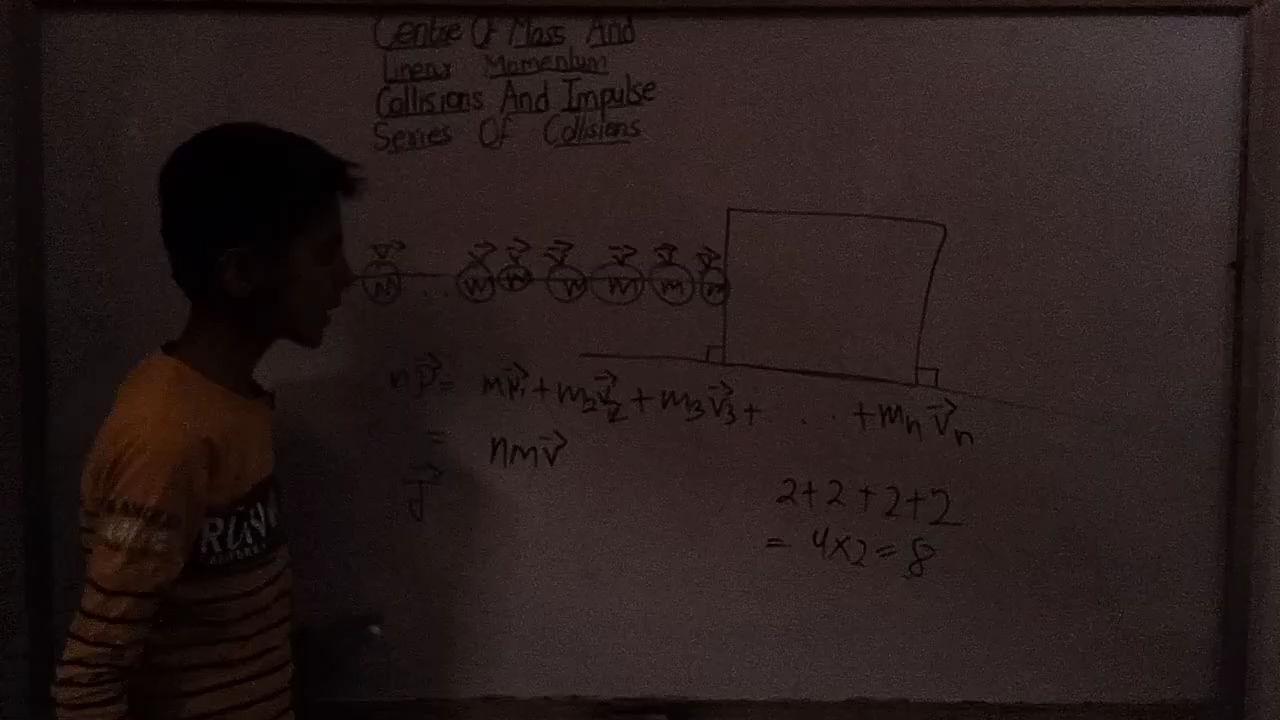 Centre Of Mass And
Linear Momentum
Collisions And Impulse
Series Of Collisions
v⃗ v⃗ v⃗ v⃗ v⃗ v⃗ v⃗
m m m m m m m
np⃗ = mv⃗₁ + m₂v⃗₂ + m₃v⃗₃ + . . . + mₙv⃗ₙ
= nmv⃗
J⃗
2+2+2+2
= 4×2=8